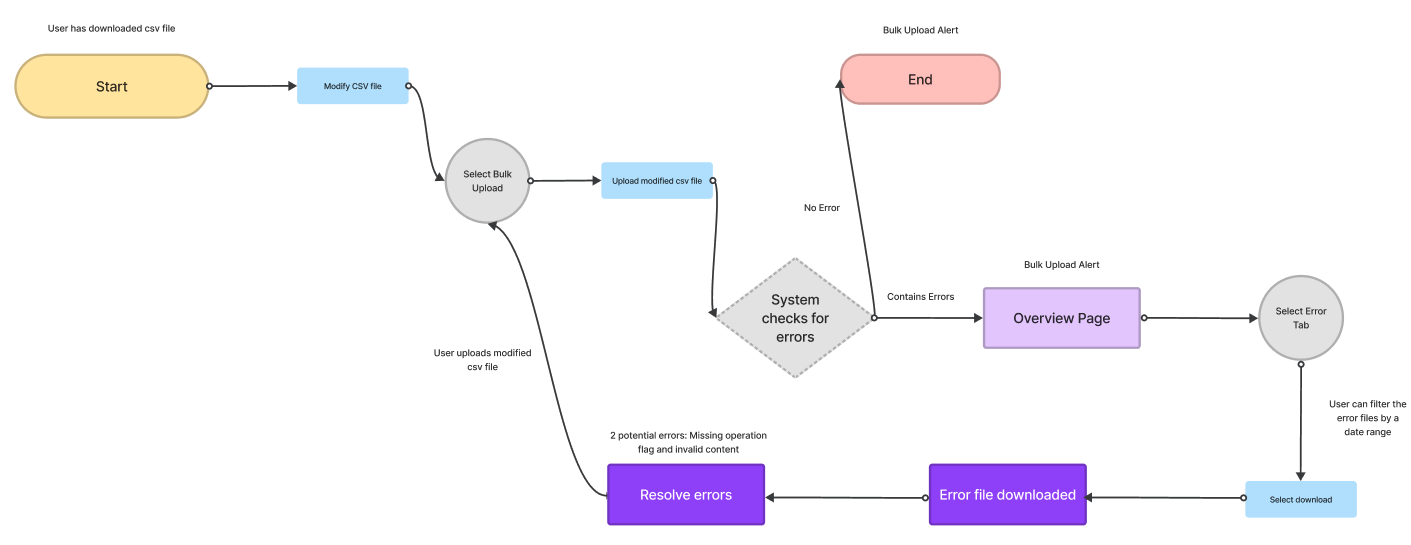 User has downloaded csv file
Bulk Upload Alert
Start
Modify CSV file
End
Select Bulk
Upload
Upload modified csv file
No Error
Bulk Upload Alert
System
checks for
errors
Contains Errors
Overview Page
Select Error
Tab
User uploads modified
csv file
User can filter the
error files by a
date range
2 potential errors: Missing operation
flag and invalid content
Resolve errors
Error file downloaded
Select download